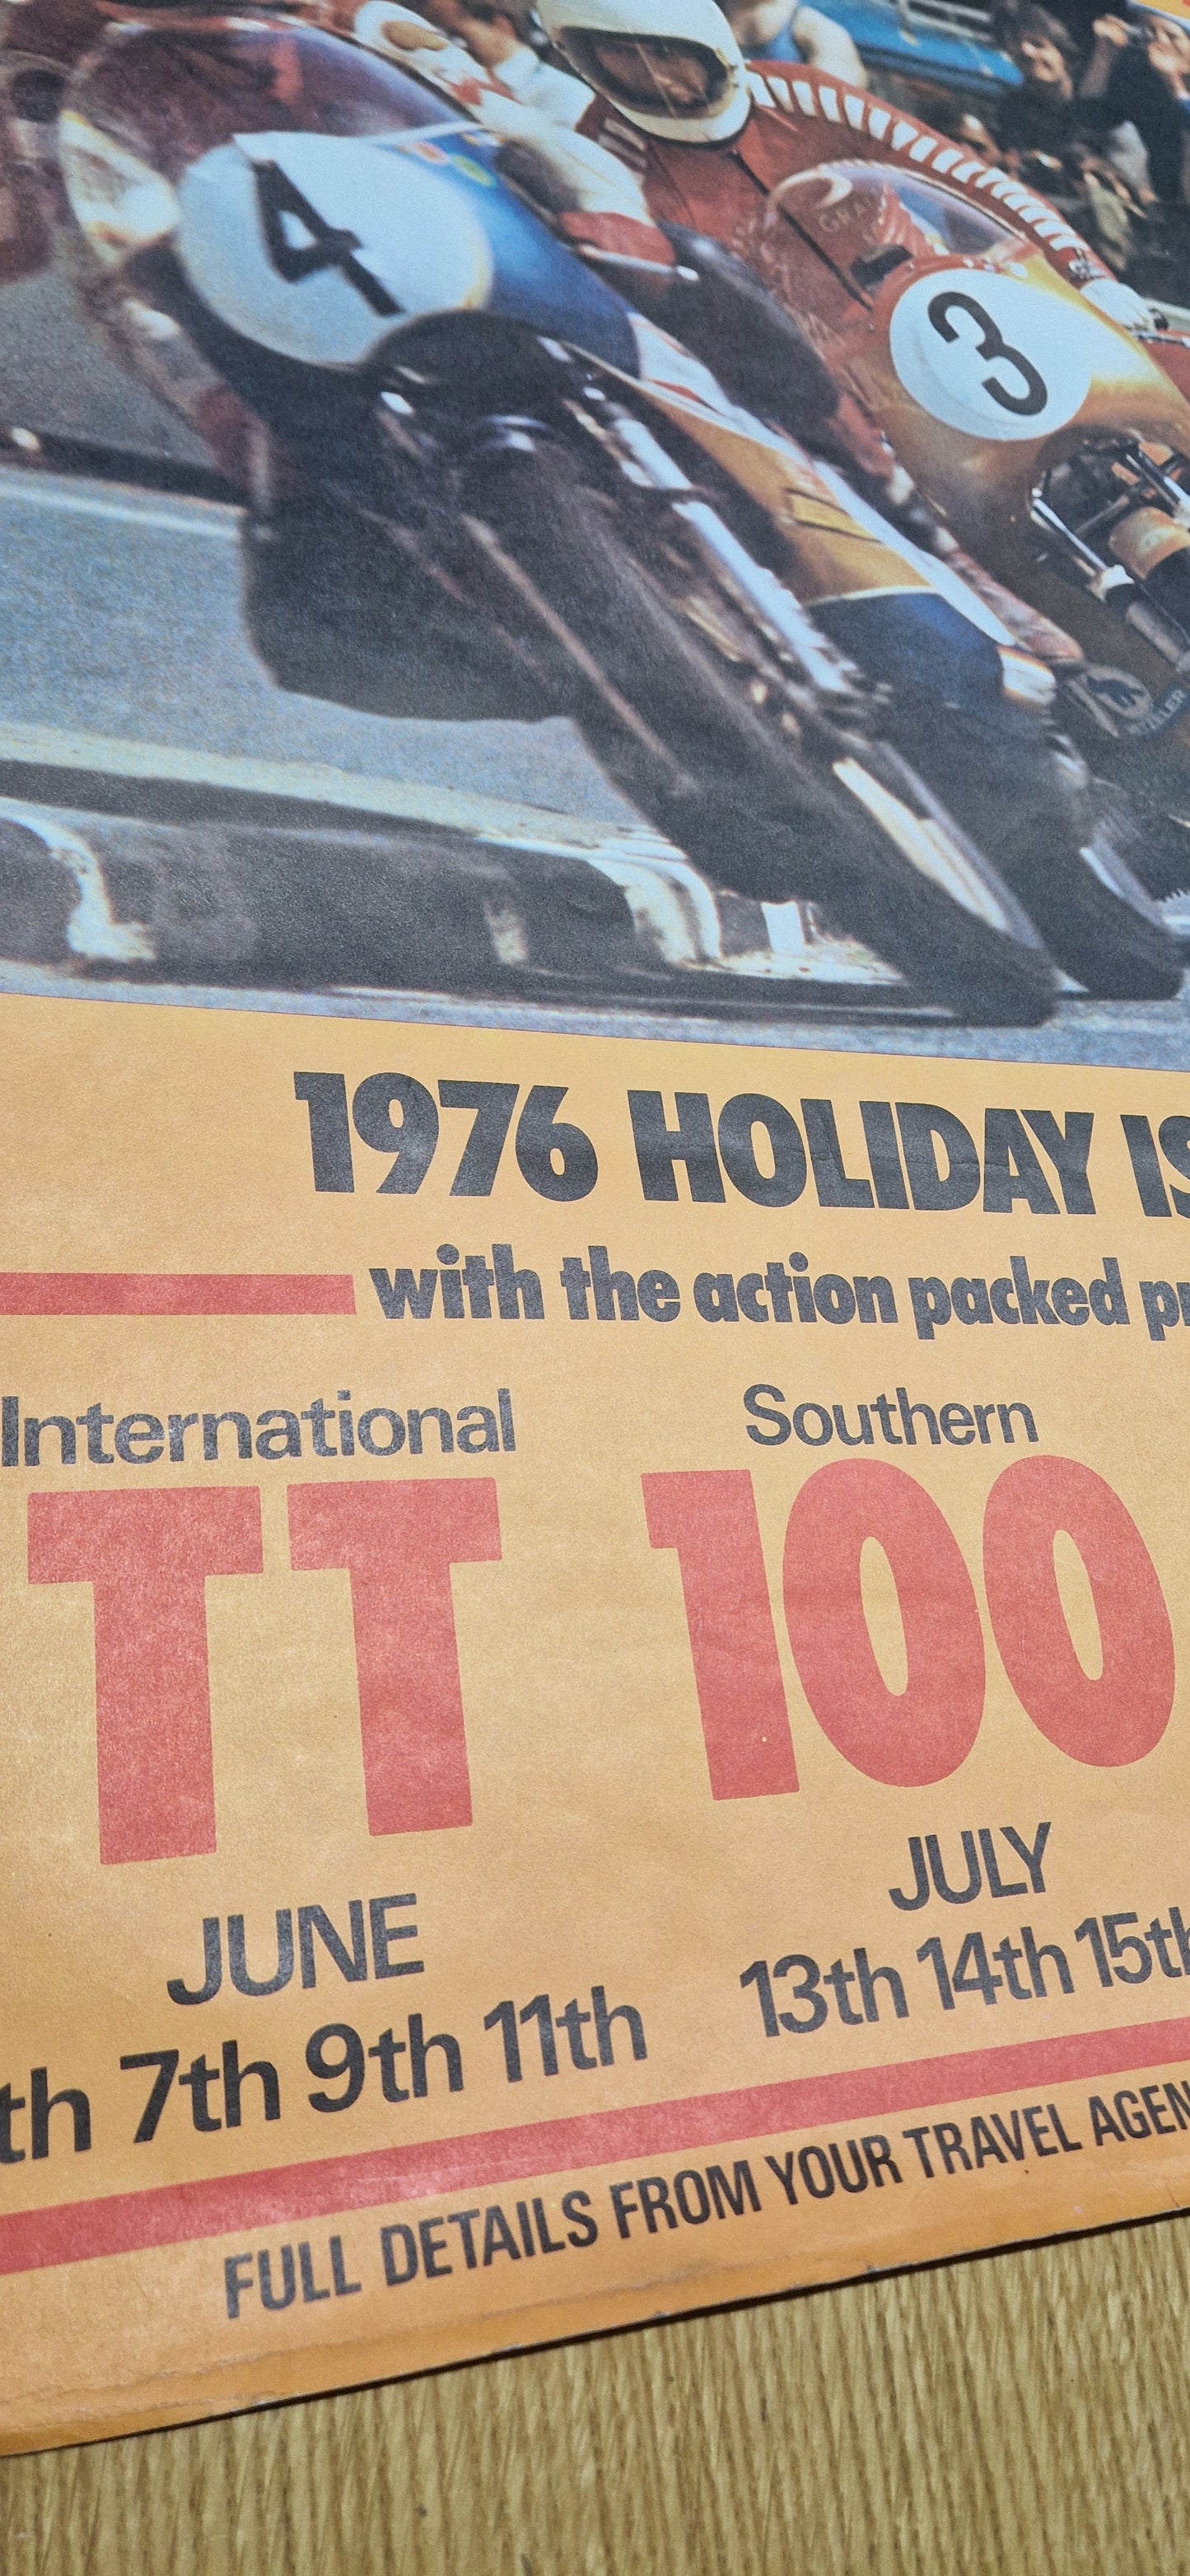 4
3
1976 HOLIDAY IS
with the action packed pr
International
TT
JUNE
th 7th 9th 11th
Southern
100
JULY
13th 14th 15th
FULL DETAILS FROM YOUR TRAVEL AGEN